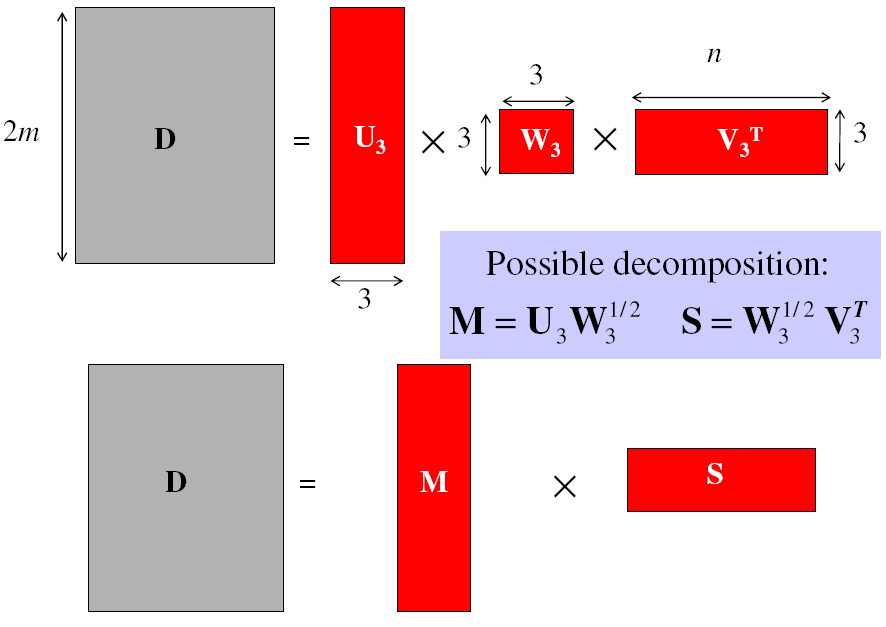 n
3
2m
D = U₃ × 3 W₃ × V₃ᵀ 3
Possible decomposition:
M = U₃W₃^{1/2} S = W₃^{1/2} V₃^T
3
D = M × S